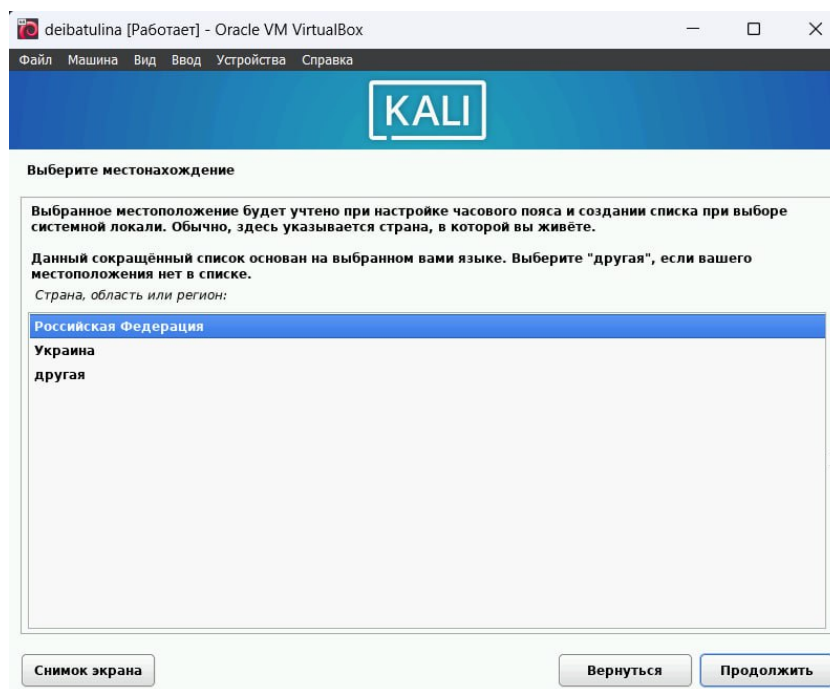 deibatulina [Работает] - Oracle VM VirtualBox
Файл Машина Вид Ввод Устройства Справка
KALI
Выберите местонахождение
Выбранное местоположение будет учтено при настройке часового пояса и создании списка при выборе
системной локали. Обычно, здесь указывается страна, в которой вы живёте.
Данный сокращённый список основан на выбранном вами языке. Выберите "другая", если вашего
местоположения нет в списке.
Страна, область или регион:
Российская Федерация
Украина
другая
Снимок экрана Вернуться Продолжить